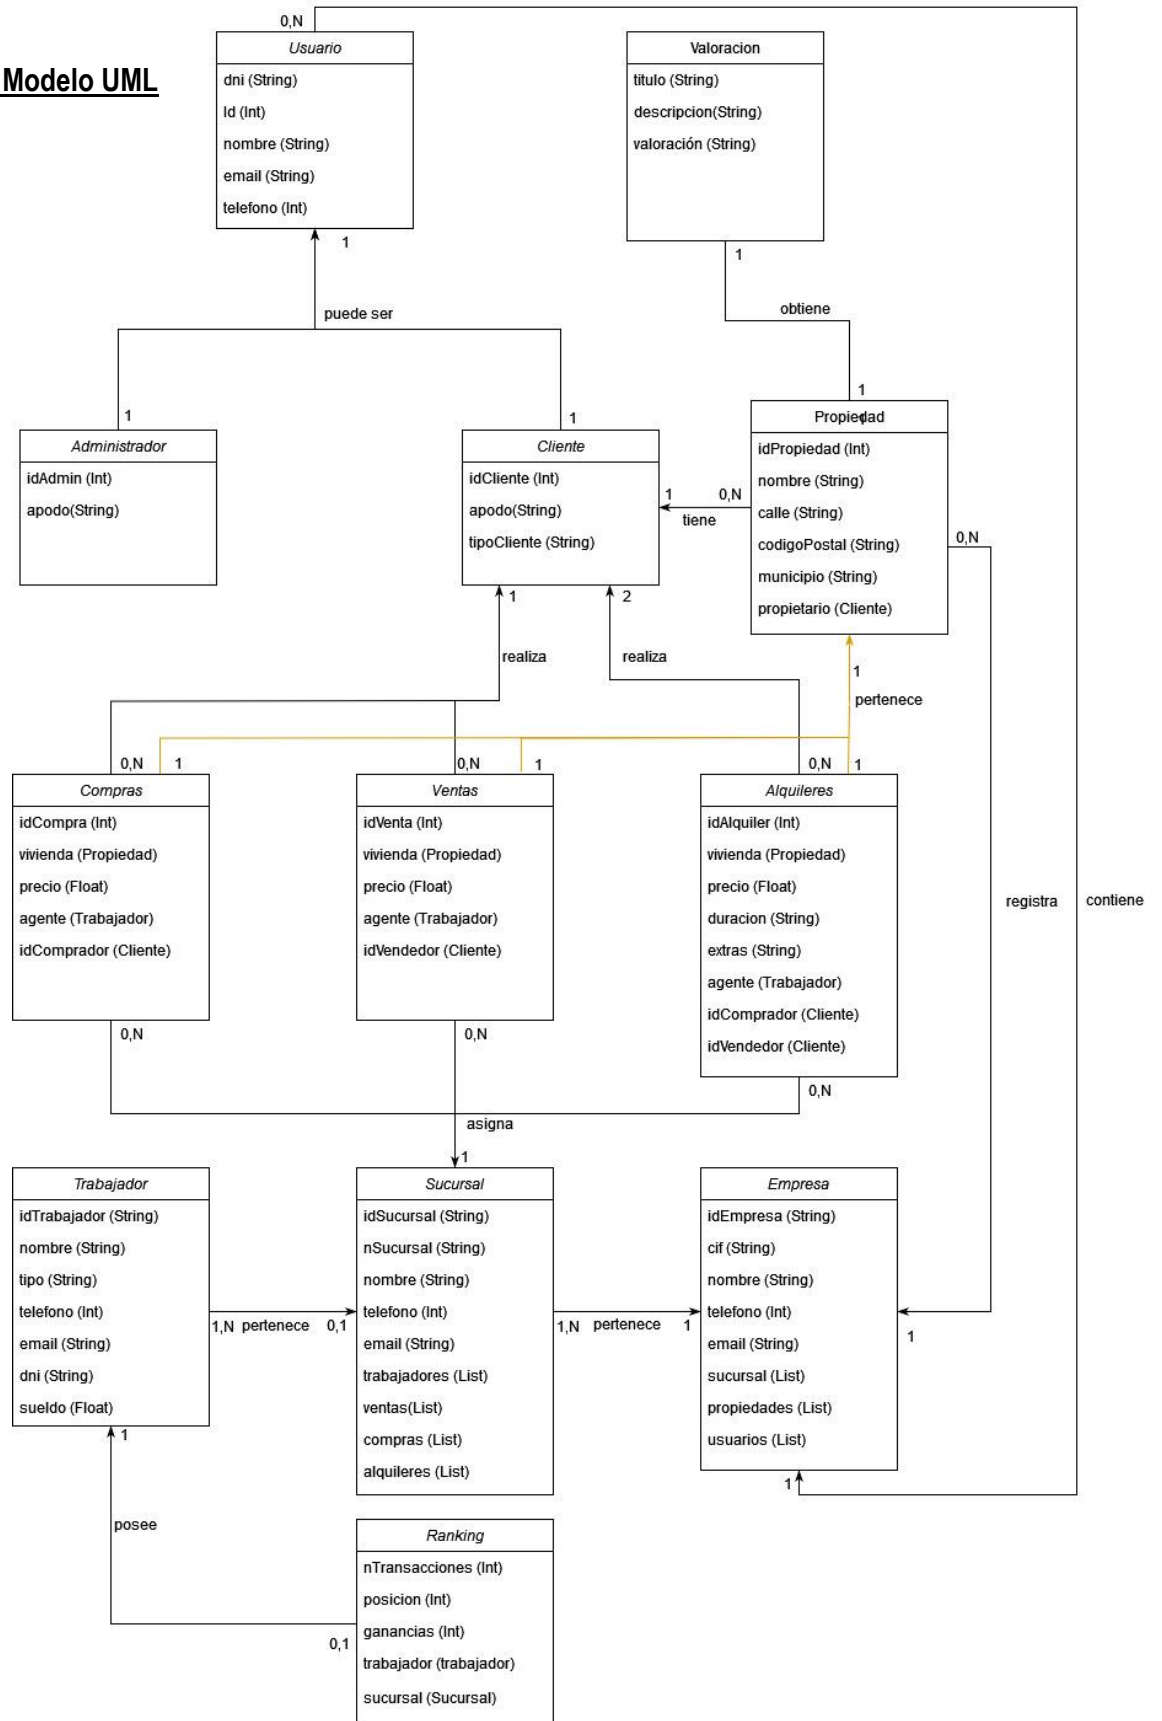 0,N
Modelo UML
Usuario
dni (String)
Id (Int)
nombre (String)
email (String)
telefono (Int)
1
Valoracion
titulo (String)
descripcion(String)
valoración (String)
1
obtiene
puede ser
1
1
1
Administrador
idAdmin (Int)
apodo(String)
Cliente
idCliente (Int)
apodo(String)
tipoCliente (String)
1
0,N
tiene
Propiedad
1
idPropiedad (Int)
nombre (String)
calle (String)
codigoPostal (String)
municipio (String)
propietario (Cliente)
0,N
1
2
realiza
realiza
1
pertenece
0,N
1
0,N
1
0,N
1
Compras
idCompra (Int)
vivienda (Propiedad)
precio (Float)
agente (Trabajador)
idComprador (Cliente)
0,N
Ventas
idVenta (Int)
vivienda (Propiedad)
precio (Float)
agente (Trabajador)
idVendedor (Cliente)
0,N
Alquileres
idAlquiler (Int)
vivienda (Propiedad)
precio (Float)
duracion (String)
extras (String)
agente (Trabajador)
idComprador (Cliente)
idVendedor (Cliente)
0,N
registra
contiene
asigna
1
Trabajador
idTrabajador (String)
nombre (String)
tipo (String)
telefono (Int)
email (String)
dni (String)
sueldo (Float)
1
1,N pertenece 0,1
Sucursal
idSucursal (String)
nSucursal (String)
nombre (String)
telefono (Int)
email (String)
trabajadores (List)
ventas(List)
compras (List)
alquileres (List)
1,N pertenece 1
Empresa
idEmpresa (String)
cif (String)
nombre (String)
telefono (Int)
email (String)
sucursal (List)
propiedades (List)
usuarios (List)
1
1
posee
0,1
Ranking
nTransacciones (Int)
posicion (Int)
ganancias (Int)
trabajador (trabajador)
sucursal (Sucursal)